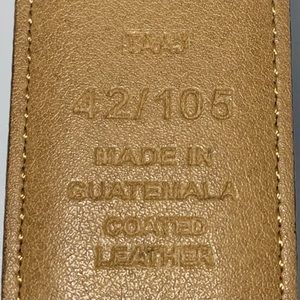 42/105
MADE IN
GUATEMALA
COATED
LEATHER